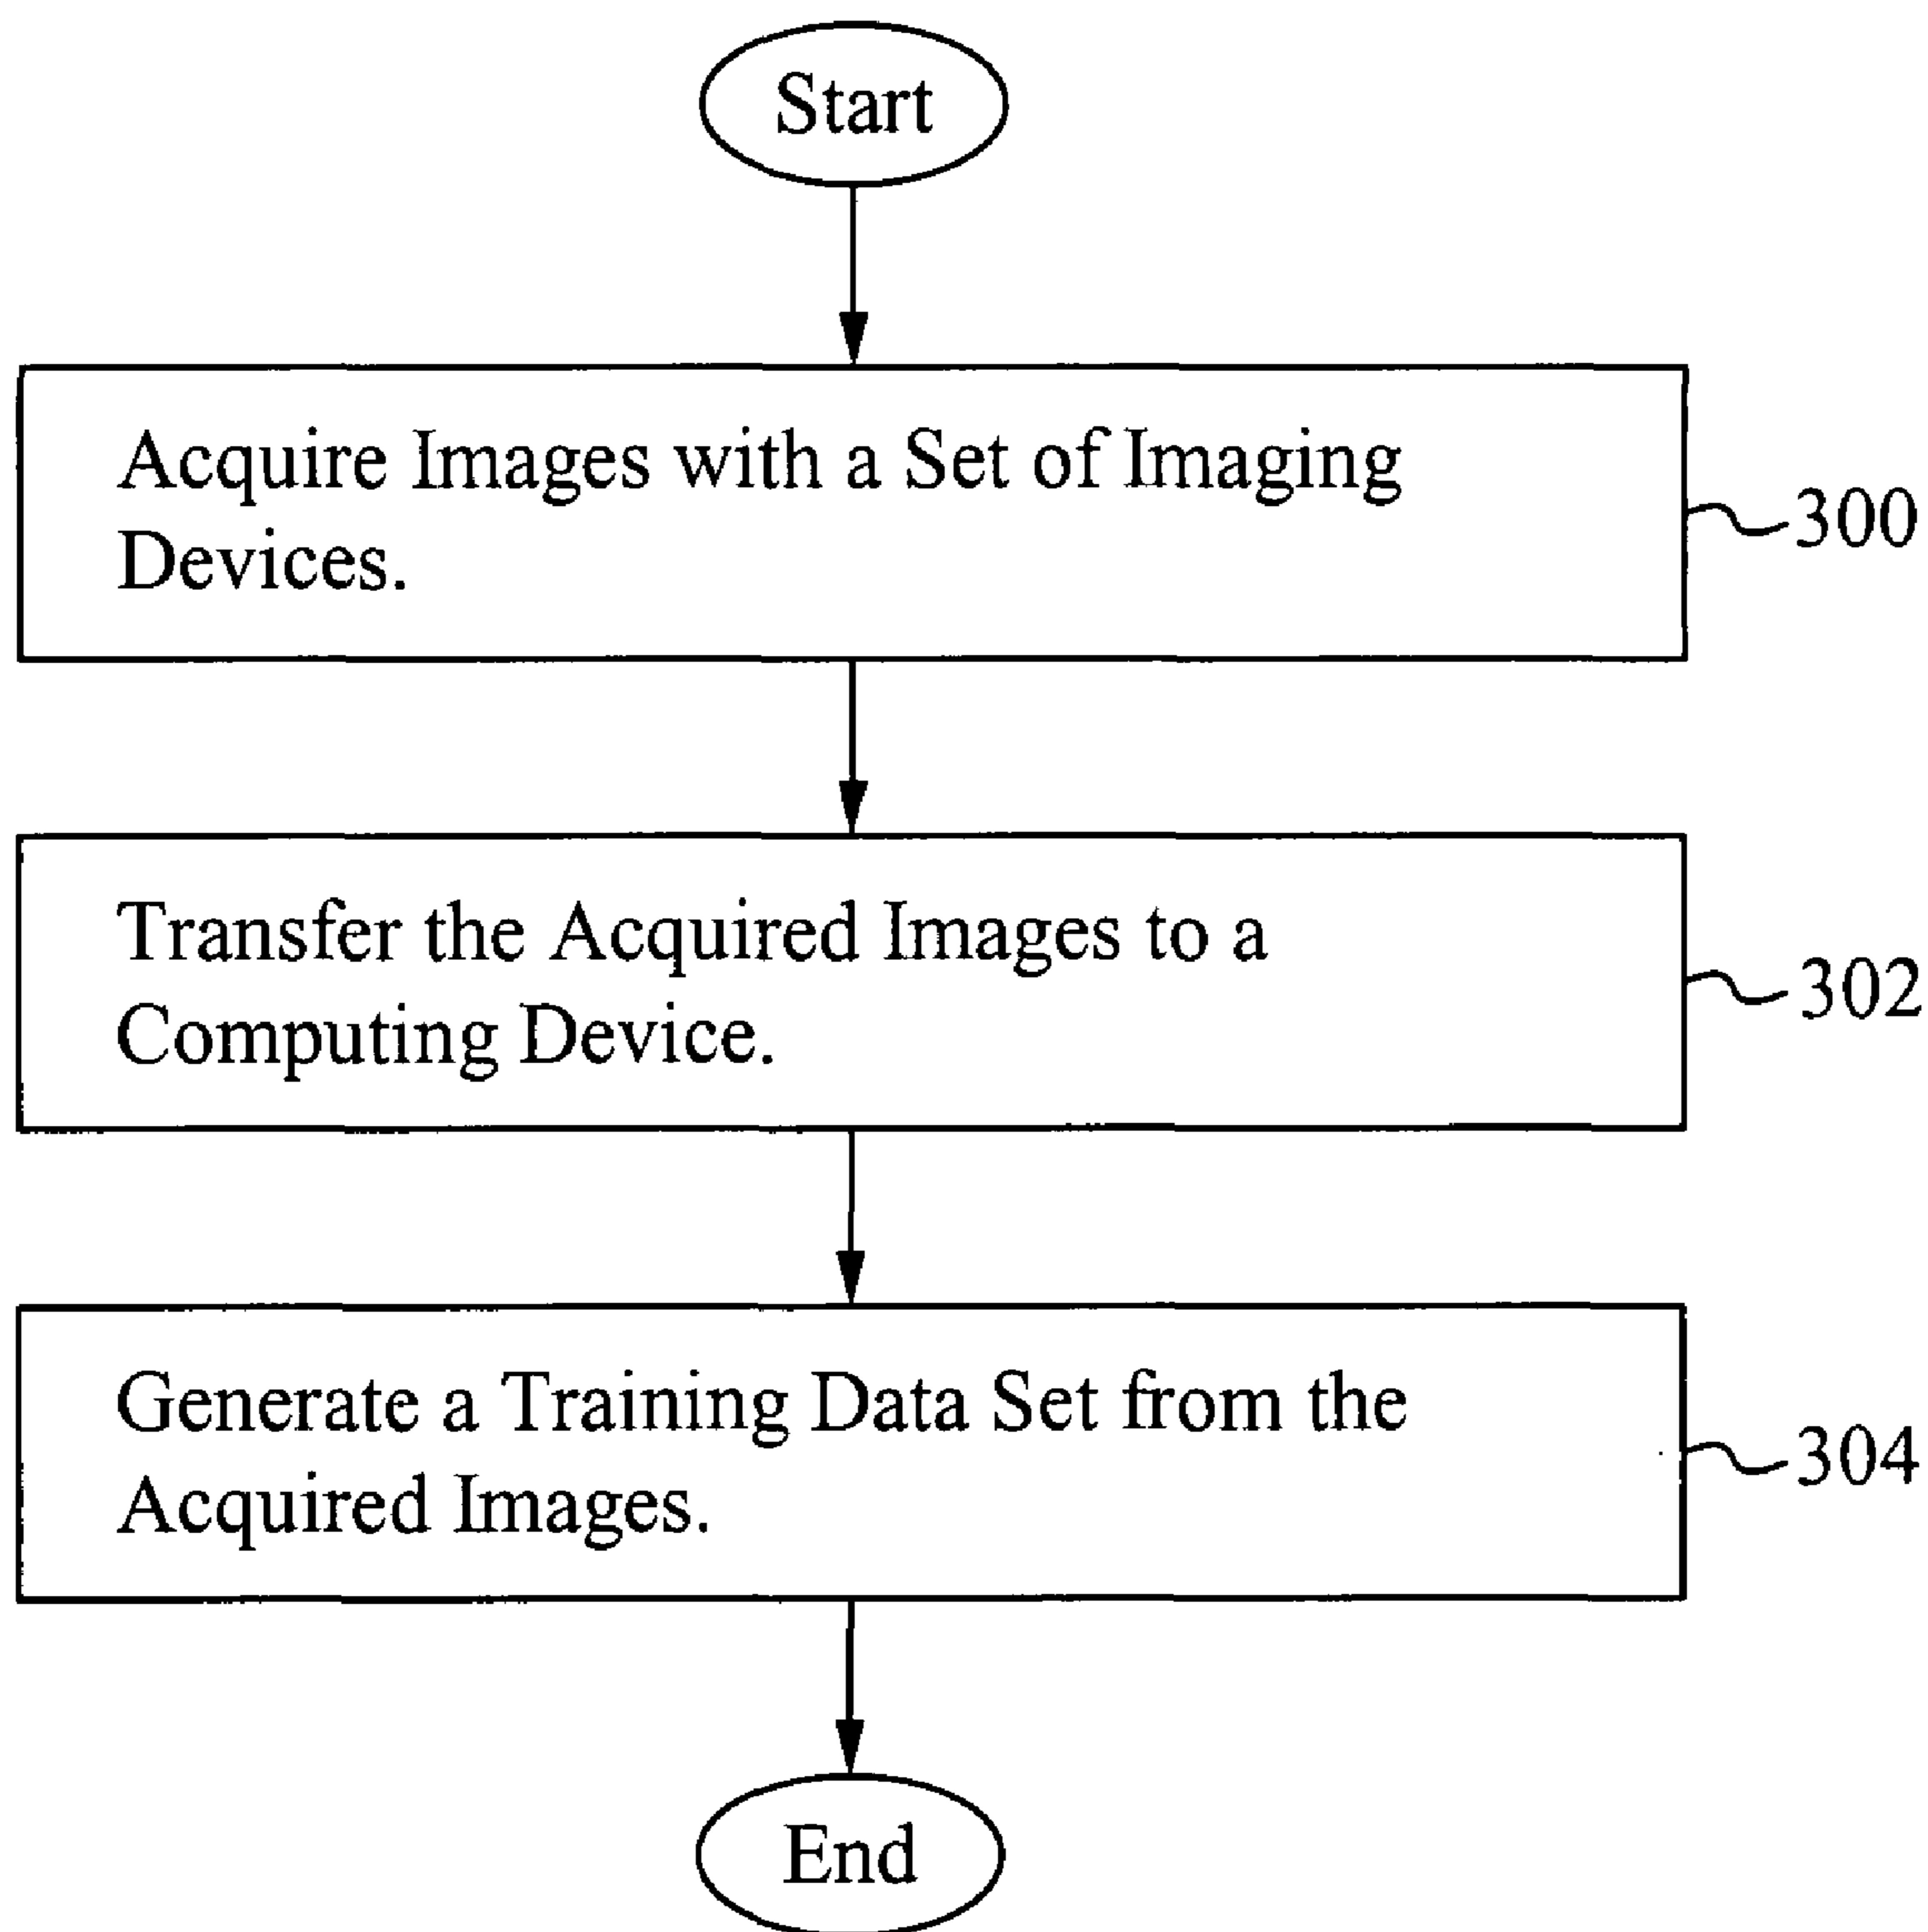 Start
Acquire Images with a Set of Imaging
Devices.
300
Transfer the Acquired Images to a
Computing Device.
302
Generate a Training Data Set from the
Acquired Images.
304
End